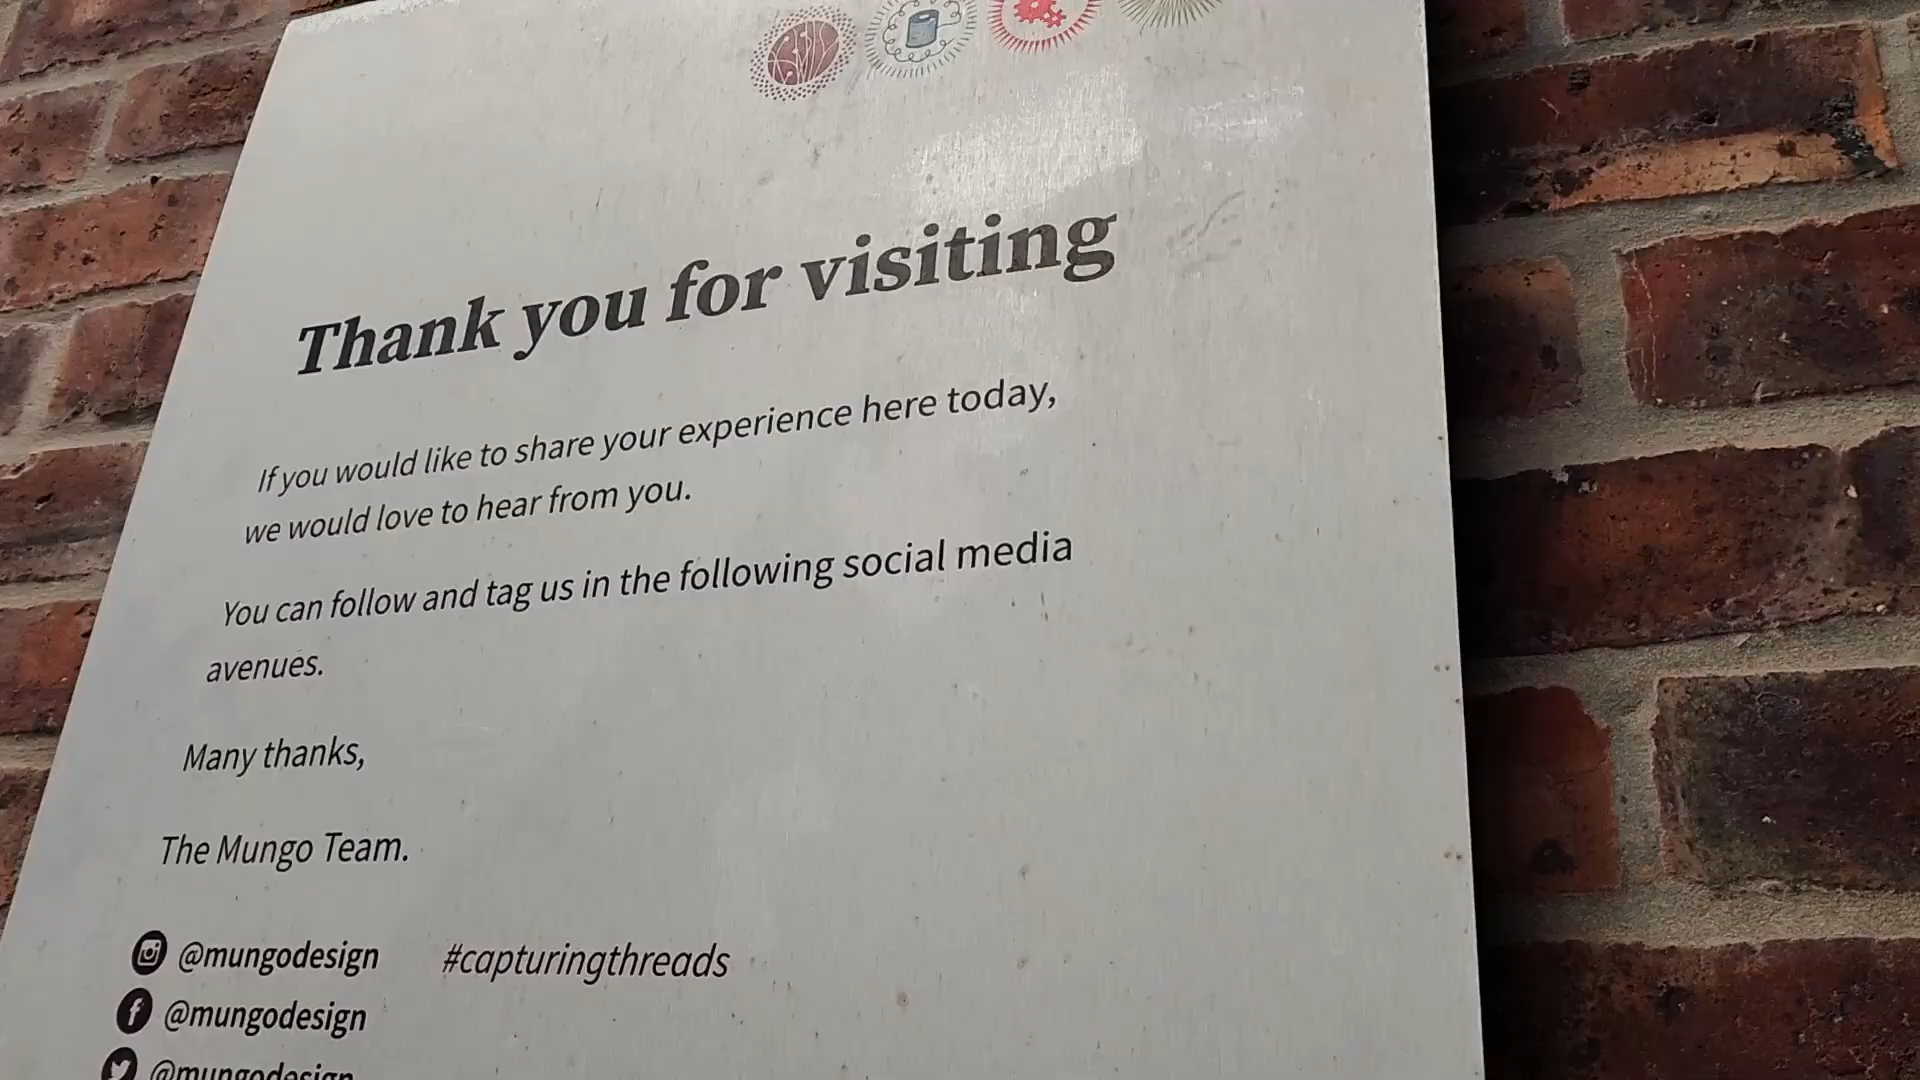 Thank you for visiting
If you would like to share your experience here today,
we would love to hear from you.
You can follow and tag us in the following social media
avenues.
Many thanks,
The Mungo Team.
@mungodesign #capturingthreads
@mungodesign
@mungodesign